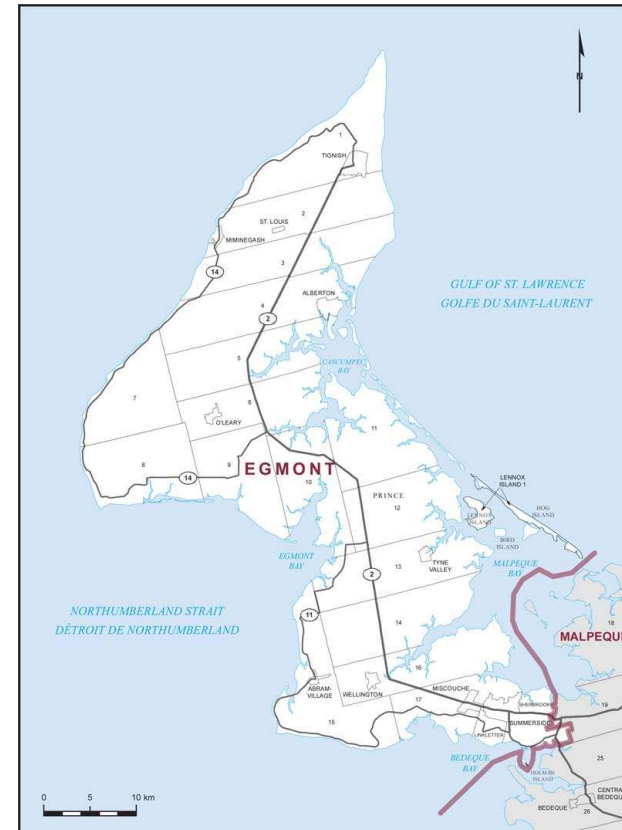 N
1
TIGNISH
2
ST. LOUIS
MIMINEGASH
3
14
GULF OF ST. LAWRENCE
GOLFE DU SAINT-LAURENT
ALBERTON
4
2
5
CASCUMPEC
BAY
7
6
O'LEARY
11
8
14
9
EGMONT
10
PRINCE
12
LENNOX
ISLAND 1
HOG
ISLAND
LENNOX
ISLAND
BIRD
ISLAND
EGMONT
BAY
2
13
TYNE
VALLEY
MALPEQUE
BAY
NORTHUMBERLAND STRAIT
DÉTROIT DE NORTHUMBERLAND
11
14
18
MALPEQU
16
ABRAM-
VILLAGE
WELLINGTON
MISCOUCHE
17
SHERBROOKE
19
15
SUMMERSIDE
LINKLETTER
BEDEQUE
BAY
25
HOLMAN
ISLAND
CENTRAL
BEDEQU
BEDEQUE
26
0 5 10 km